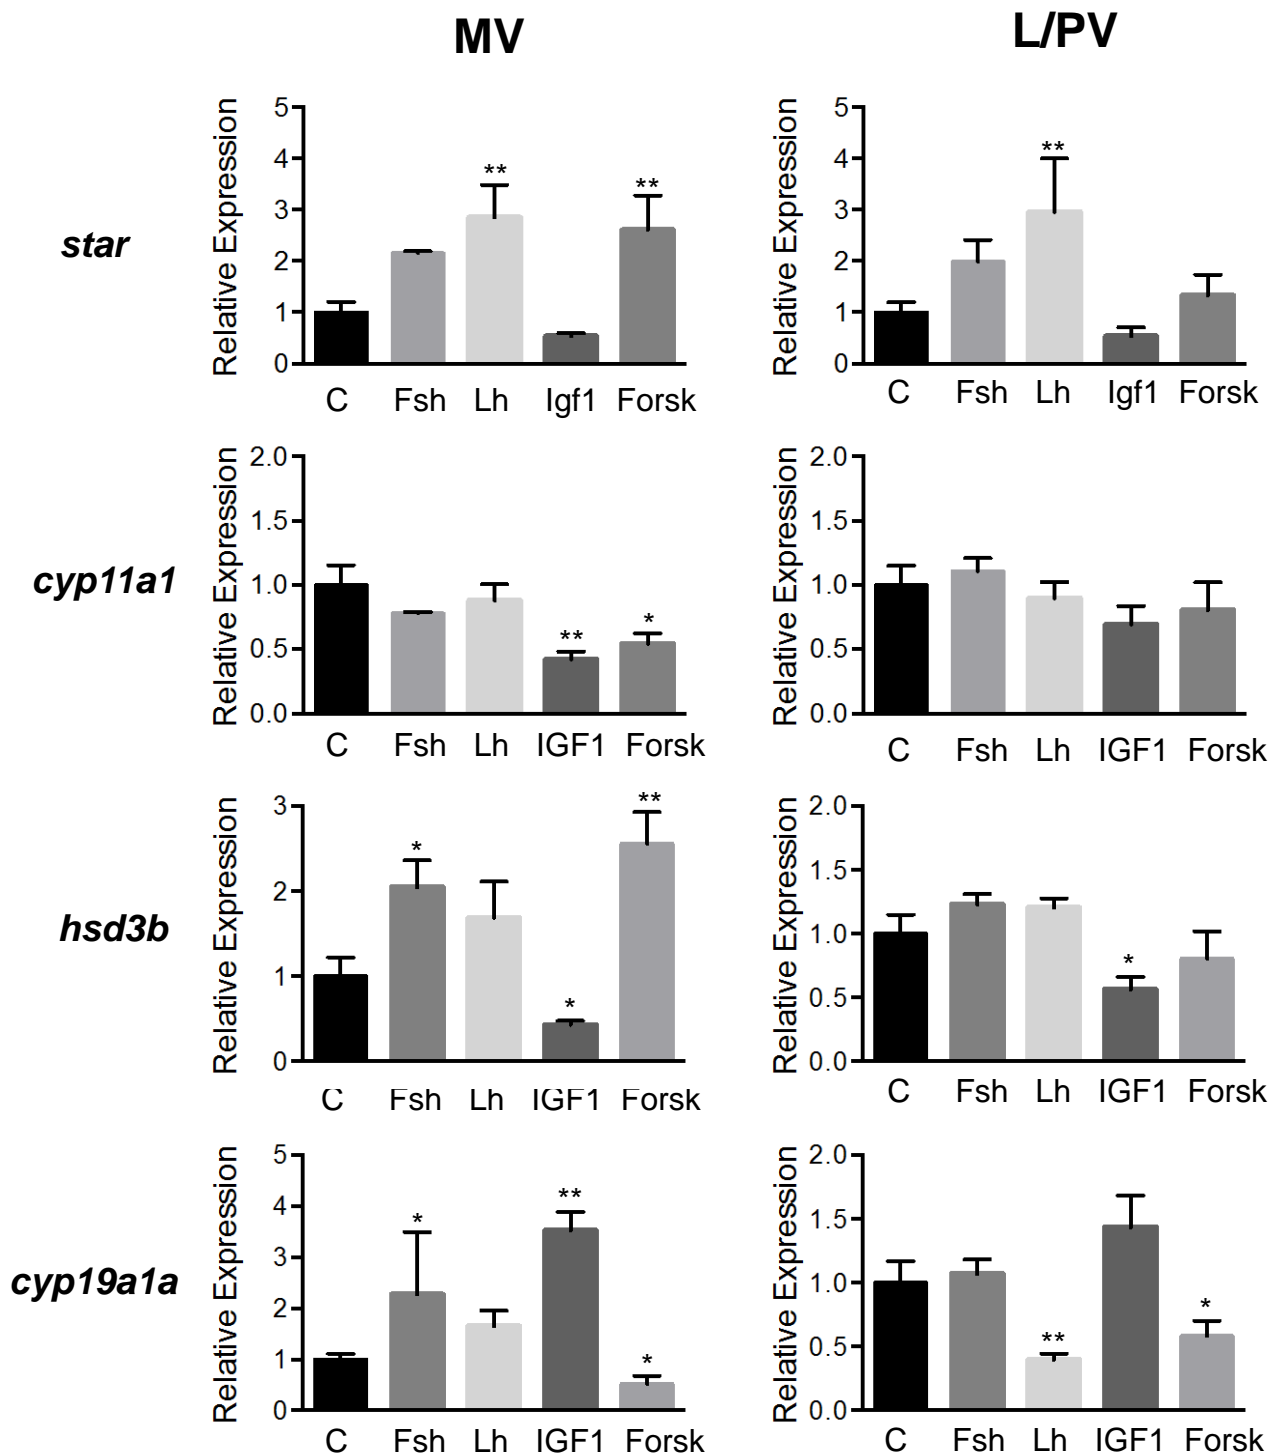 MV L/PV
star
Relative Expression
5
4
3
2
1
0
** **
C Fsh Lh Igf1 Forsk
Relative Expression
5
4
3
2
1
0
**
C Fsh Lh Igf1 Forsk
cyp11a1
Relative Expression
2.0
1.5
1.0
0.5
0.0
** *
C Fsh Lh IGF1 Forsk
Relative Expression
2.0
1.5
1.0
0.5
0.0
C Fsh Lh IGF1 Forsk
hsd3b
Relative Expression
3
2
1
0
* * **
C Fsh Lh IGF1 Forsk
Relative Expression
2.0
1.5
1.0
0.5
0.0
*
C Fsh Lh IGF1 Forsk
cyp19a1a
Relative Expression
5
4
3
2
1
0
* ** *
C Fsh Lh IGF1 Forsk
Relative Expression
2.0
1.5
1.0
0.5
0.0
** *
C Fsh Lh IGF1 Forsk